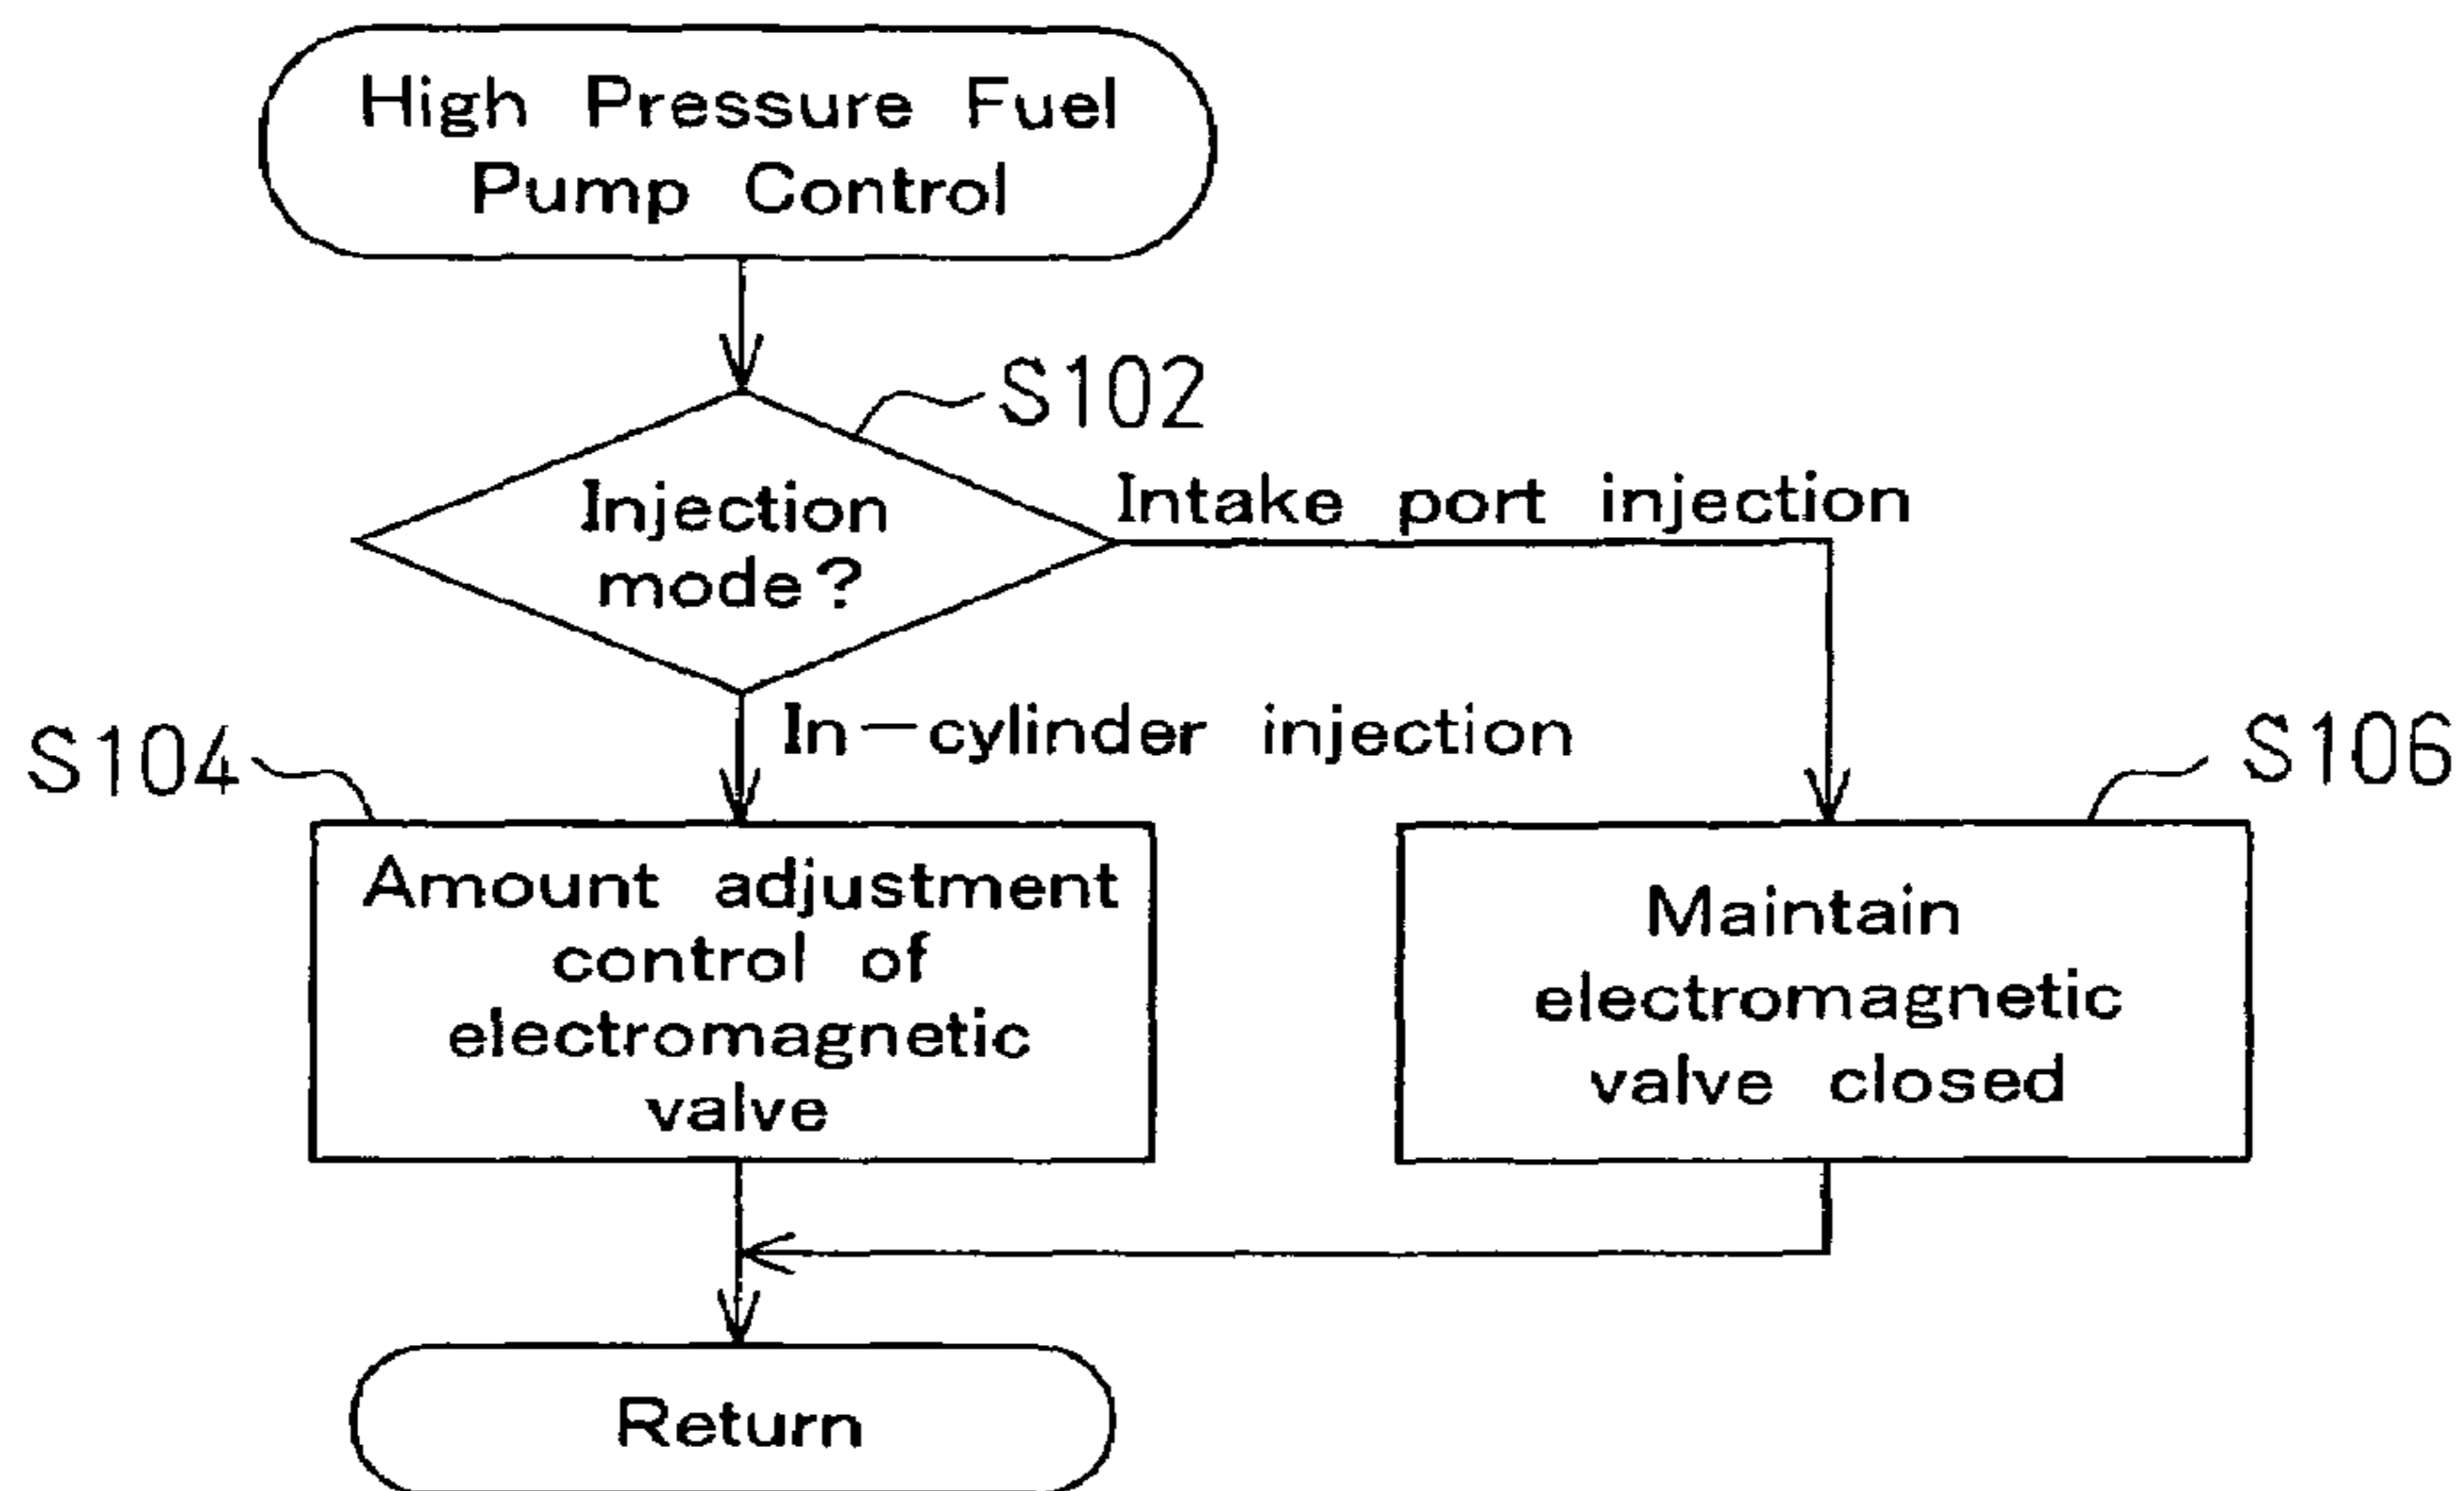 High Pressure Fuel
Pump Control
S102
Injection
mode?
Intake port injection
In-cylinder injection
S104
S106
Amount adjustment
control of
electromagnetic
valve
Maintain
electromagnetic
valve closed
Return